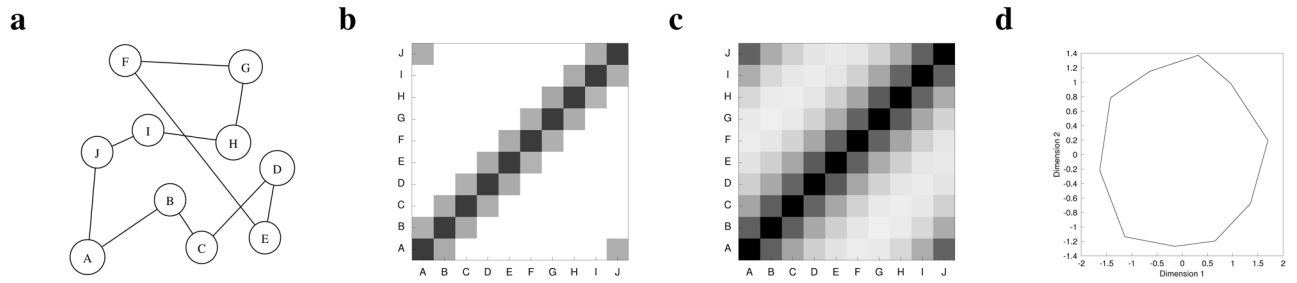 a
b
c
d
F
G
I
H
J
D
B
C
E
A
J
I
H
G
F
E
D
C
B
A
A B C D E F G H I J
J
I
H
G
F
E
D
C
B
A
A B C D E F G H I J
Dimension 2
1.4
1.2
1
0.8
0.6
0.4
0.2
0
-0.2
-0.4
-0.6
-0.8
-1
-1.2
-1.4
-2 -1.5 -1 -0.5 0 0.5 1 1.5 2
Dimension 1